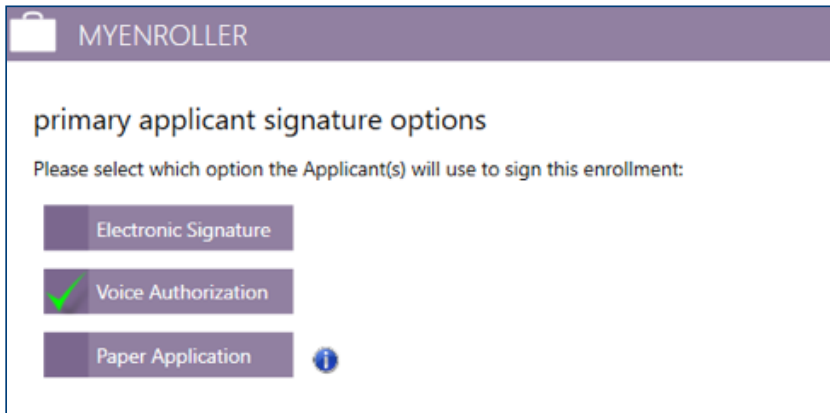 MYENROLLER
primary applicant signature options
Please select which option the Applicant(s) will use to sign this enrollment:
Electronic Signature
Voice Authorization
Paper Application